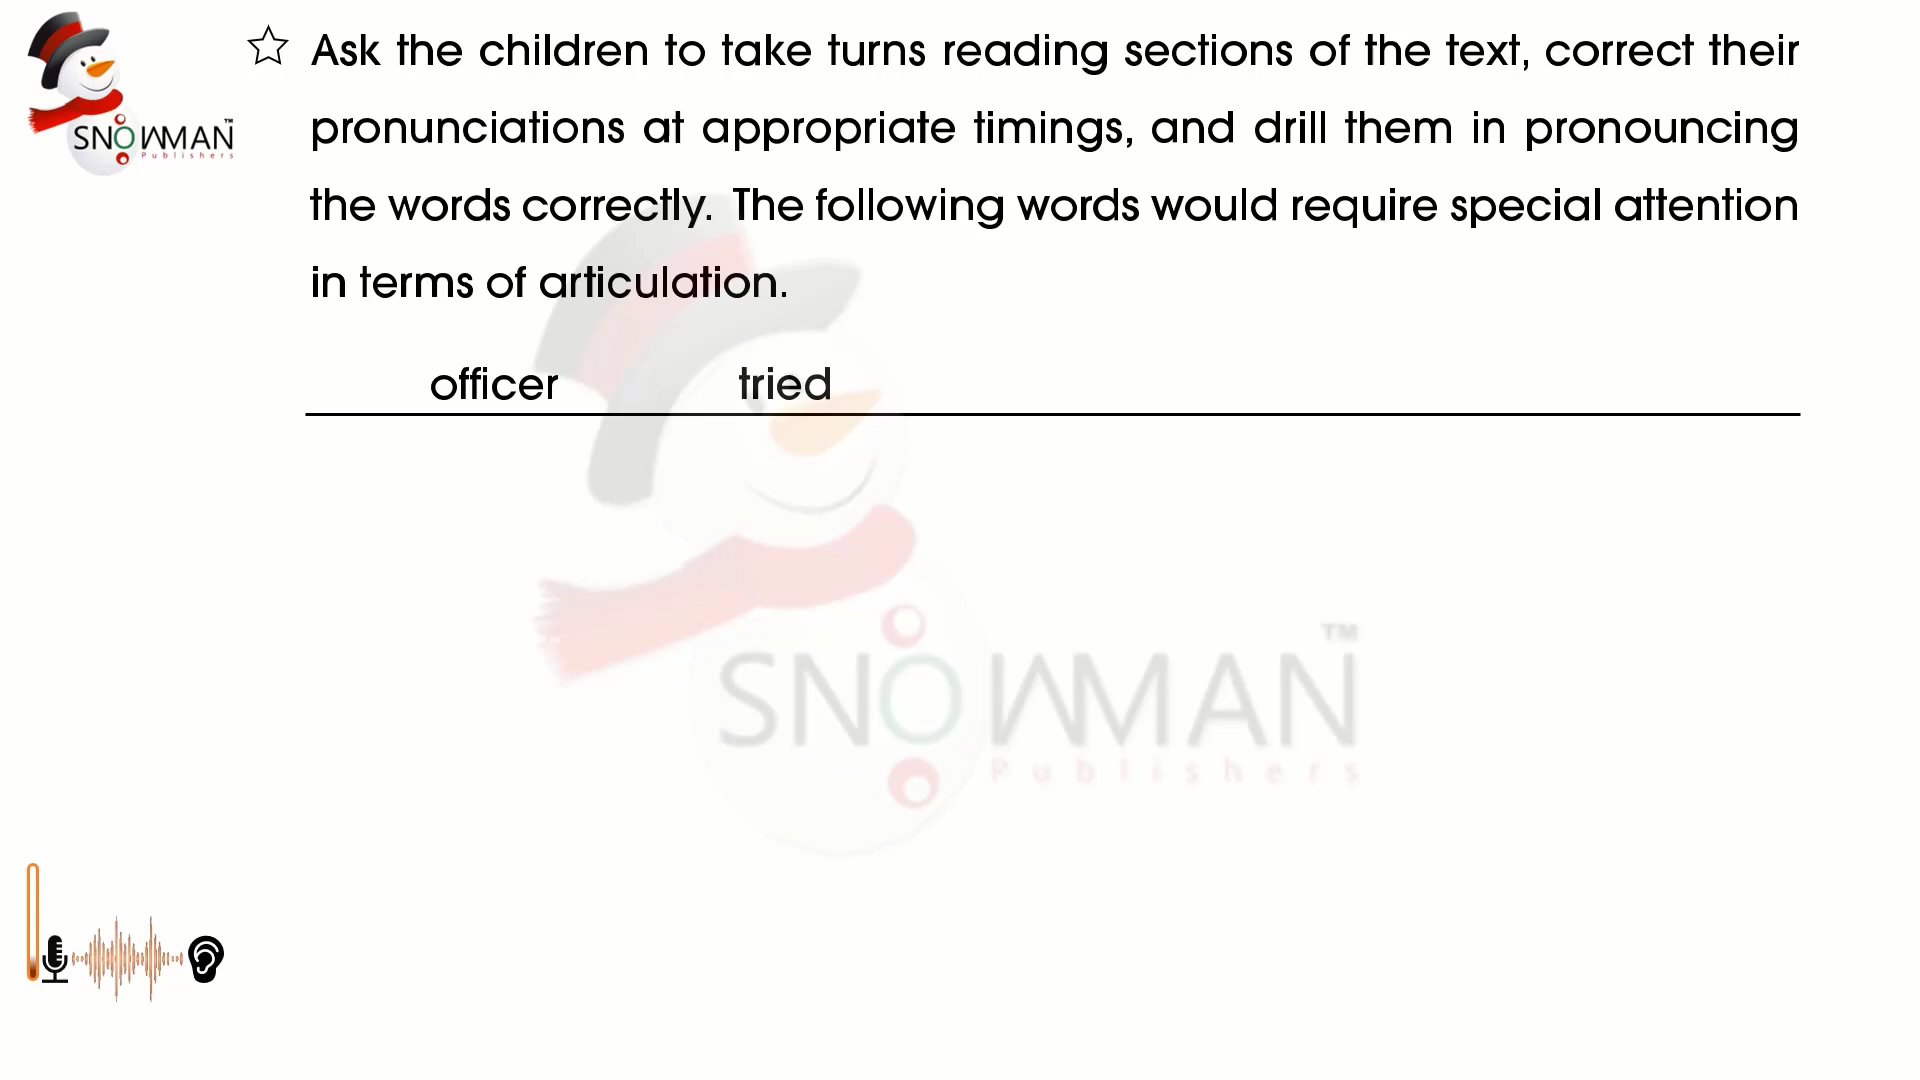 SNOWMAN™
Publishers
☆ Ask the children to take turns reading sections of the text, correct their
pronunciations at appropriate timings, and drill them in pronouncing
the words correctly. The following words would require special attention
in terms of articulation.
officer tried
SNOWMAN™
Publishers